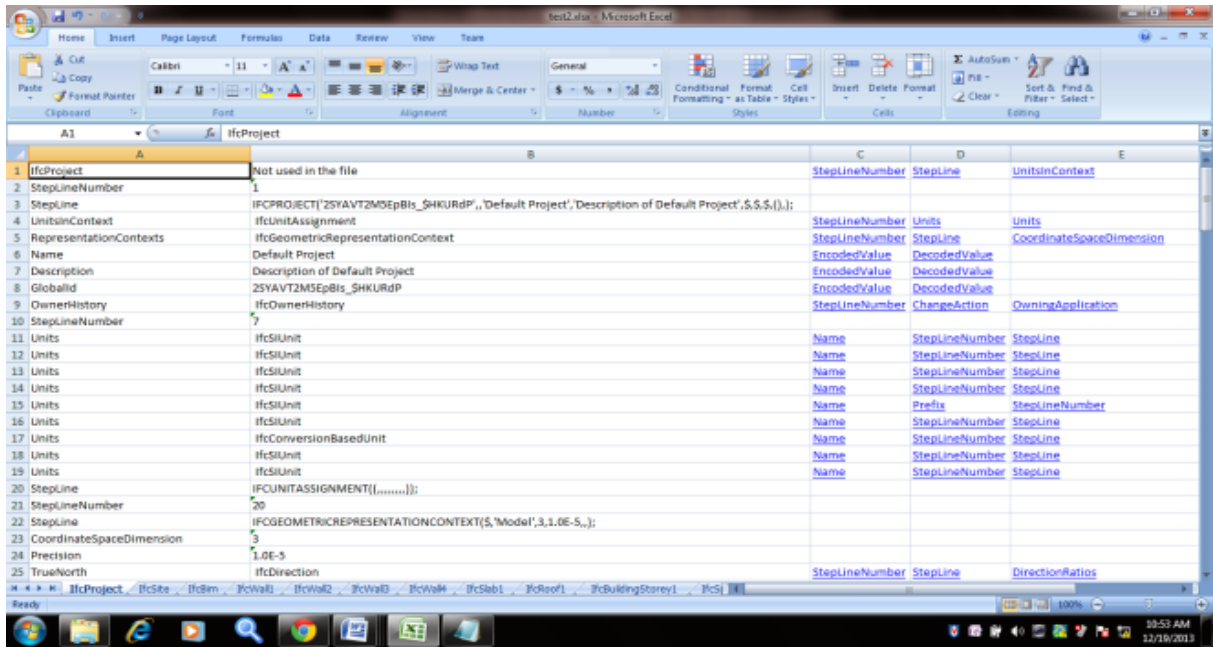 test2.xlsx - Microsoft Excel
Home Insert Page Layout Formulas Data Review View Team
Paste
Cut
Copy
Format Painter
Clipboard
Calibri 11
B I U
Font
Wrap Text
Merge & Center
Alignment
General
$ % ,
Number
Conditional Formatting
Format as Table
Cell Styles
Styles
Insert Delete Format
Cells
AutoSum
Fill
Clear
Sort & Filter
Find & Select
Editing
A1 fx IfcProject
A B C D E
1 IfcProject Not used in the file StepLineNumber StepLine UnitsInContext
2 StepLineNumber 1
3 StepLine IFCPROJECT('2SYAVT2M5EpBIs_$HKURdP',,'Default Project','Description of Default Project',$,$,$,(),);
4 UnitsInContext IfcUnitAssignment StepLineNumber Units Units
5 RepresentationContexts IfcGeometricRepresentationContext StepLineNumber StepLine CoordinateSpaceDimension
6 Name Default Project EncodedValue DecodedValue
7 Description Description of Default Project EncodedValue DecodedValue
8 GlobalId 2SYAVT2M5EpBIs_$HKURdP EncodedValue DecodedValue
9 OwnerHistory IfcOwnerHistory StepLineNumber ChangeAction OwningApplication
10 StepLineNumber 7
11 Units IfcSIUnit Name StepLineNumber StepLine
12 Units IfcSIUnit Name StepLineNumber StepLine
13 Units IfcSIUnit Name StepLineNumber StepLine
14 Units IfcSIUnit Name StepLineNumber StepLine
15 Units IfcSIUnit Name Prefix StepLineNumber
16 Units IfcSIUnit Name StepLineNumber StepLine
17 Units IfcConversionBasedUnit Name StepLineNumber StepLine
18 Units IfcSIUnit Name StepLineNumber StepLine
19 Units IfcSIUnit Name StepLineNumber StepLine
20 StepLine IFCUNITASSIGNMENT((,,,,,,,,));
21 StepLineNumber 20
22 StepLine IFCGEOMETRICREPRESENTATIONCONTEXT($,'Model',3,1.0E-5,,);
23 CoordinateSpaceDimension 3
24 Precision 1.0E-5
25 TrueNorth IfcDirection StepLineNumber StepLine DirectionRatios
IfcProject IfcSite IfcBim IfcWall1 IfcWall2 IfcWall3 IfcWall4 IfcSlab1 IfcRoof1 IfcBuildingStorey1 IfcSj
Ready 100%
10:53 AM
12/19/2013